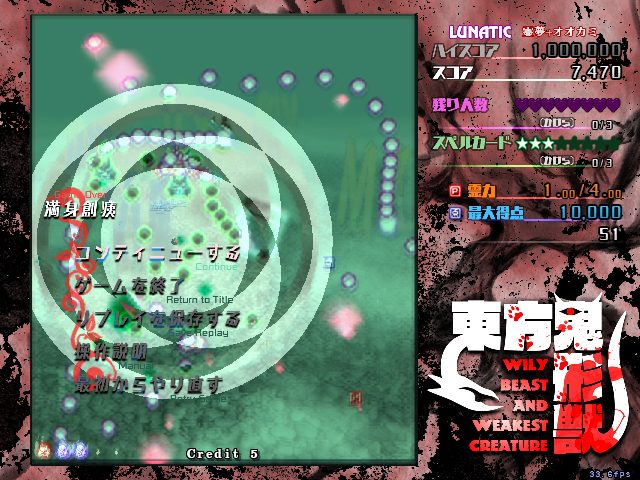 LUNATIC 霊夢+オオカミ
ハイスコア 1,000,000
スコア 7,470
残り人数
(かけら) 0/3
スペルカード ★★★
(かけら) 0/3
P 霊力 1.00/4.00
最大得点 10,000
51
満身創痍
コンティニューする
Continue
ゲームを終了
Return to Title
リプレイを保存する
Replay
操作説明
Manual
最初からやり直す
Credit 5
東方鬼形獣
WILY
BEAST
AND
WEAKEST
CREATURE
33.6fps